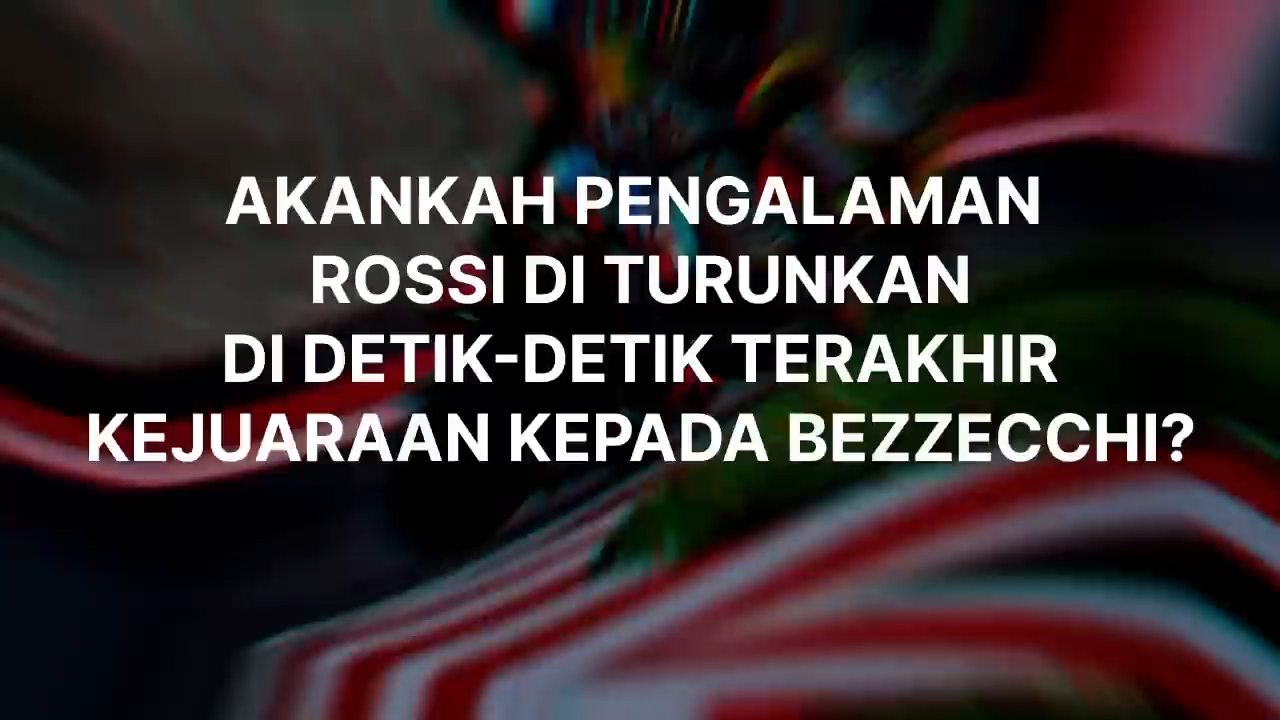 AKANKAH PENGALAMAN
ROSSI DI TURUNKAN
DI DETIK-DETIK TERAKHIR
KEJUARAAN KEPADA BEZZECCHI?